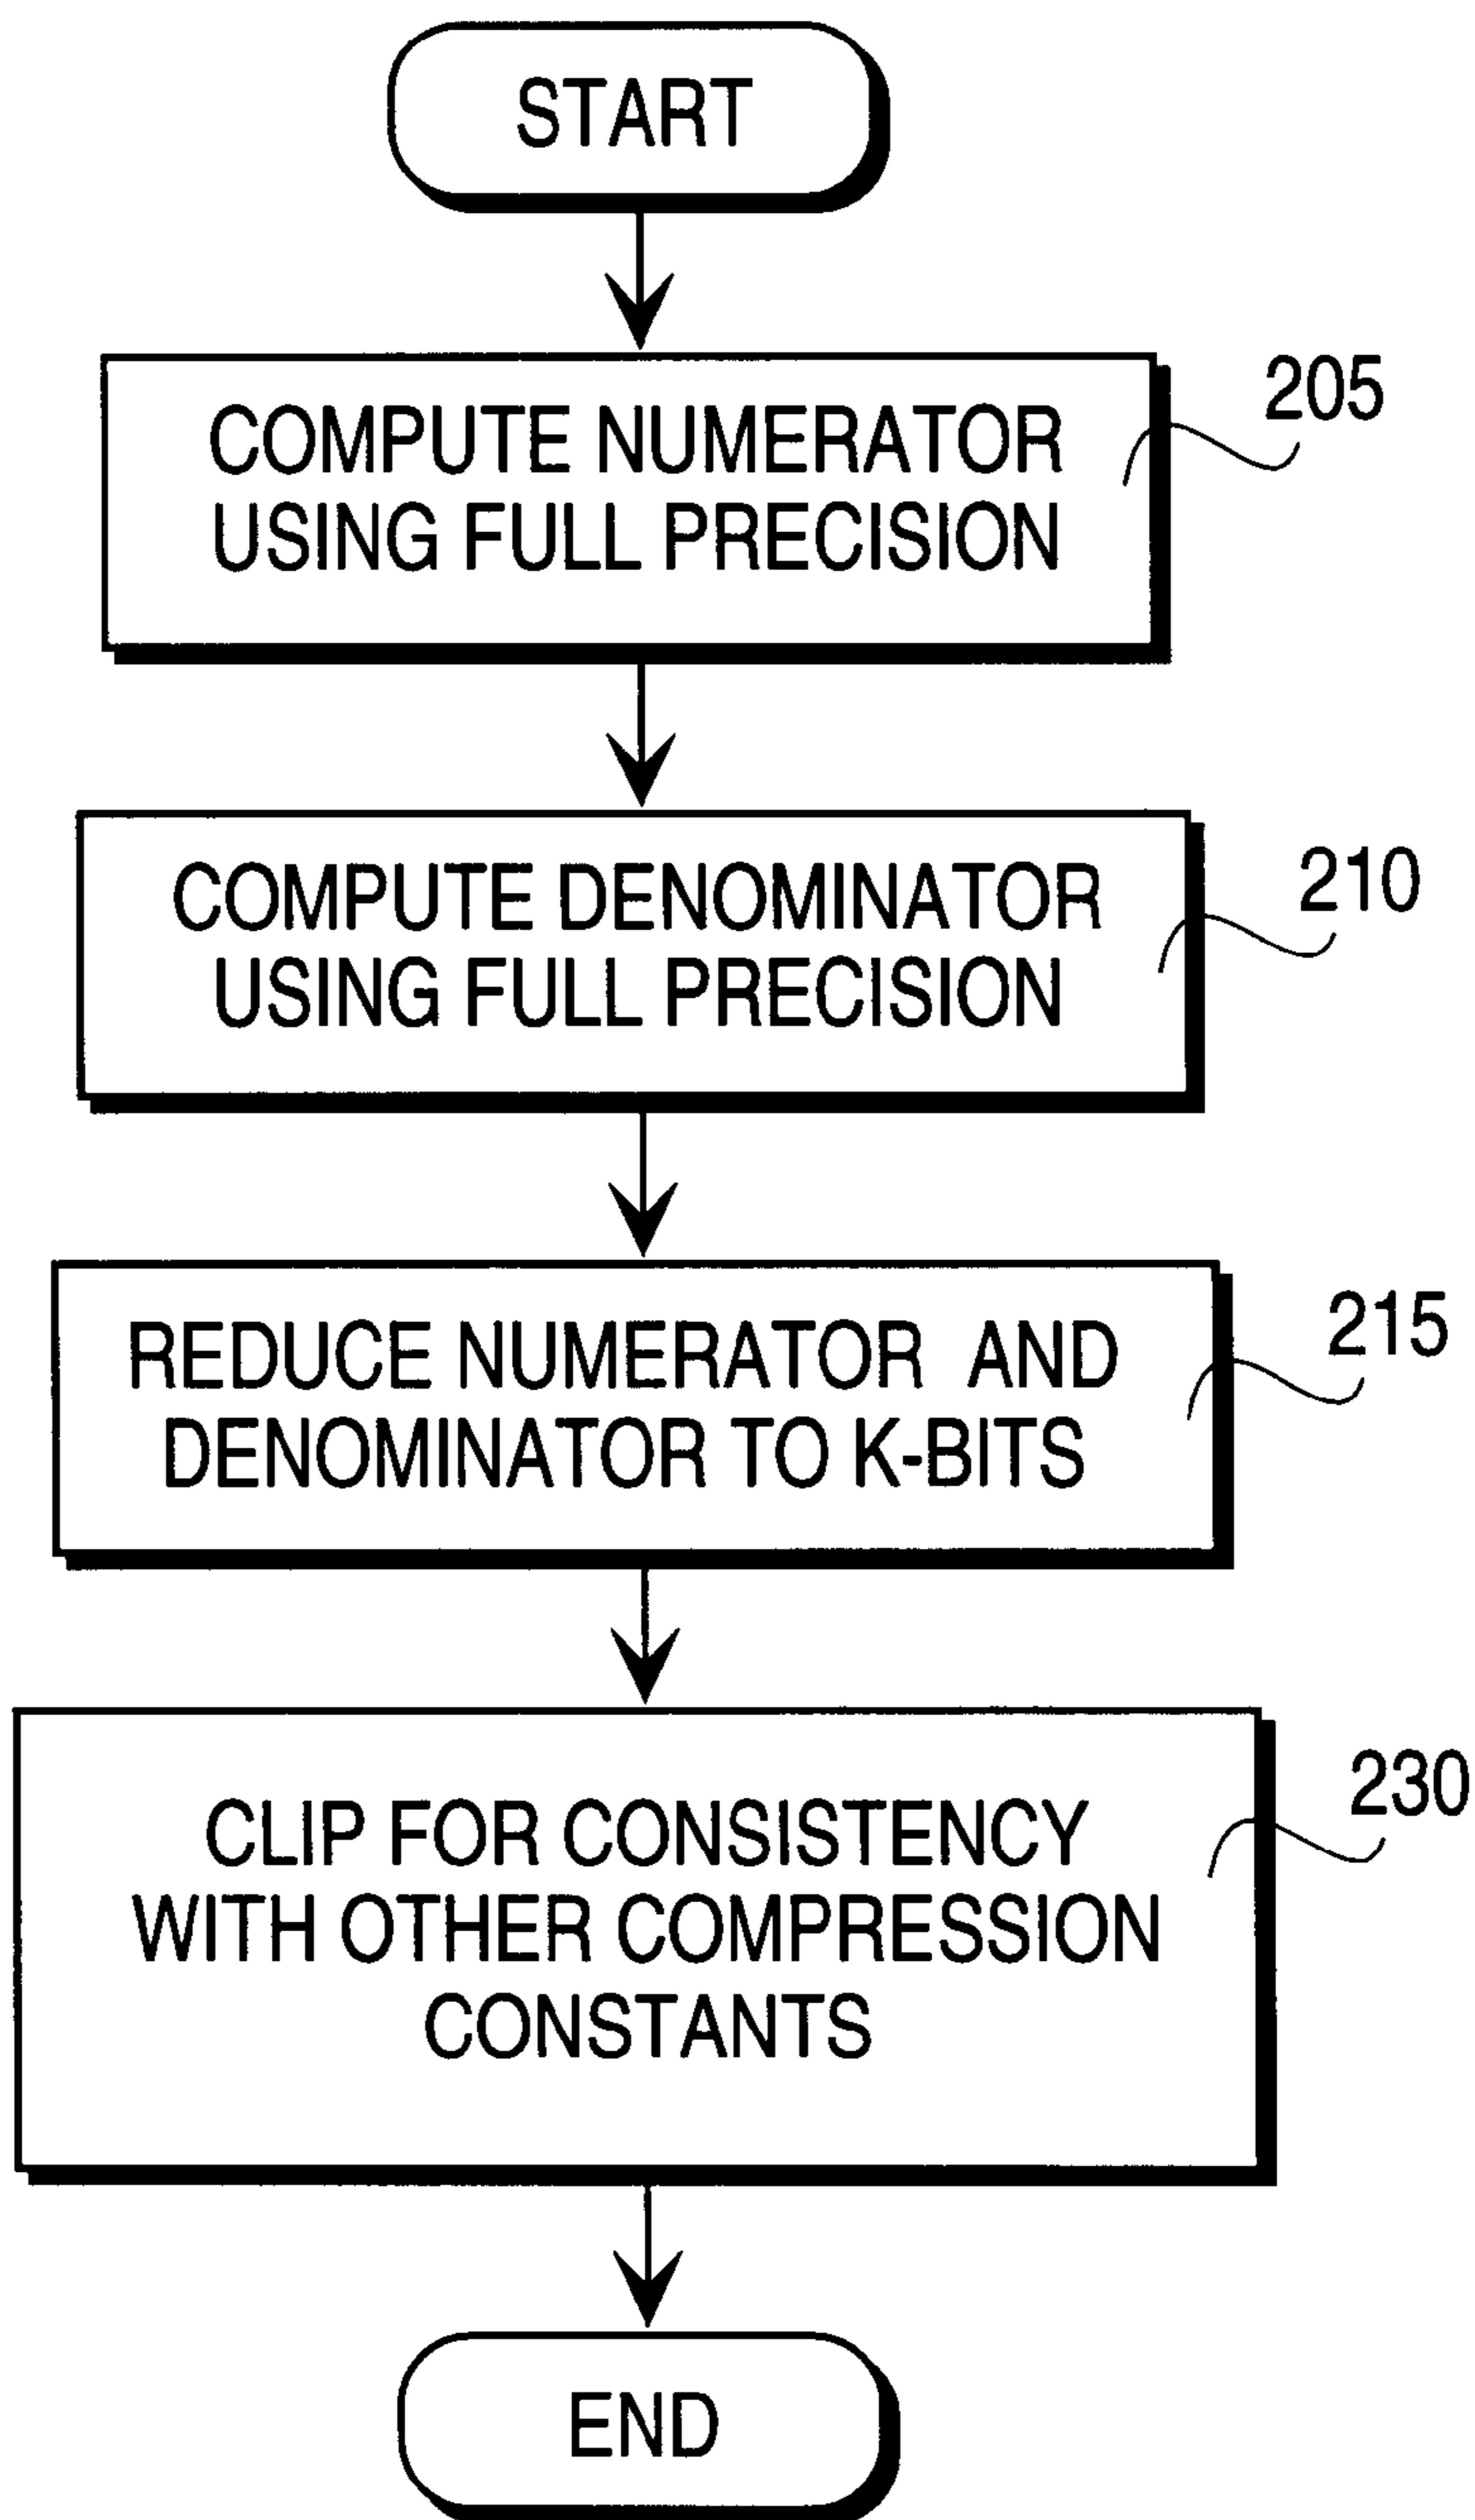 START
205
COMPUTE NUMERATOR
USING FULL PRECISION
210
COMPUTE DENOMINATOR
USING FULL PRECISION
215
REDUCE NUMERATOR AND
DENOMINATOR TO K-BITS
230
CLIP FOR CONSISTENCY
WITH OTHER COMPRESSION
CONSTANTS
END